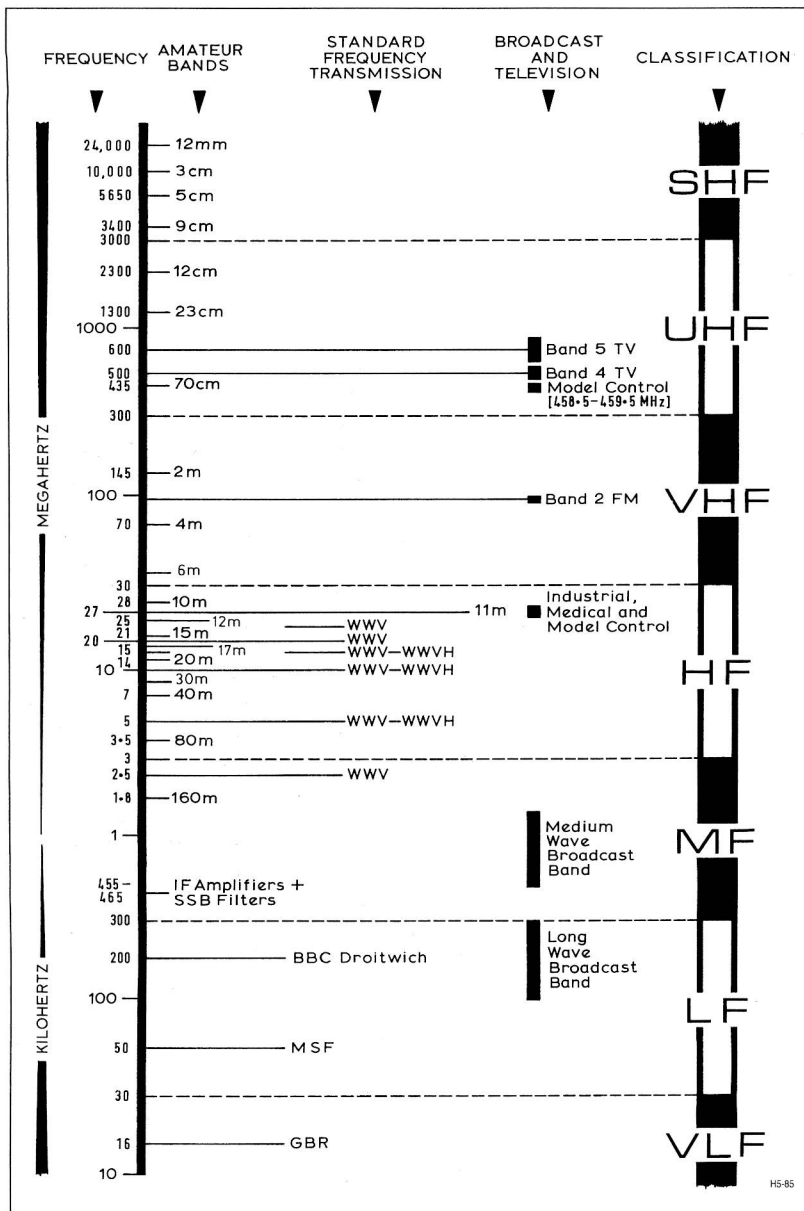 FREQUENCY
AMATEUR
BANDS
STANDARD
FREQUENCY
TRANSMISSION
BROADCAST
AND
TELEVISION
CLASSIFICATION
24,000 12mm
10,000 3cm
SHF
5650 5cm
3400 9cm
3000
2300 12cm
1300 23cm
1000
UHF
600 Band 5 TV
500 Band 4 TV
435 70cm Model Control
[458·5–459·5 MHz]
300
MEGAHERTZ
145 2m
100 Band 2 FM
VHF
70 4m
6m
30
28 10m
27 11m
Industrial,
Medical and
Model Control
25 12m WWV
21 15m
20 WWV
15 17m WWV–WWVH
14 20m
10 WWV–WWVH
HF
30m
7 40m
5 WWV–WWVH
3·5 80m
3
2·5 WWV
1·8 160m
1
Medium
Wave
Broadcast
Band
MF
455–
465
IF Amplifiers +
SSB Filters
300
KILOHERTZ
200 BBC Droitwich
Long
Wave
Broadcast
Band
100
LF
50 MSF
30
16 GBR
VLF
10
H5-85